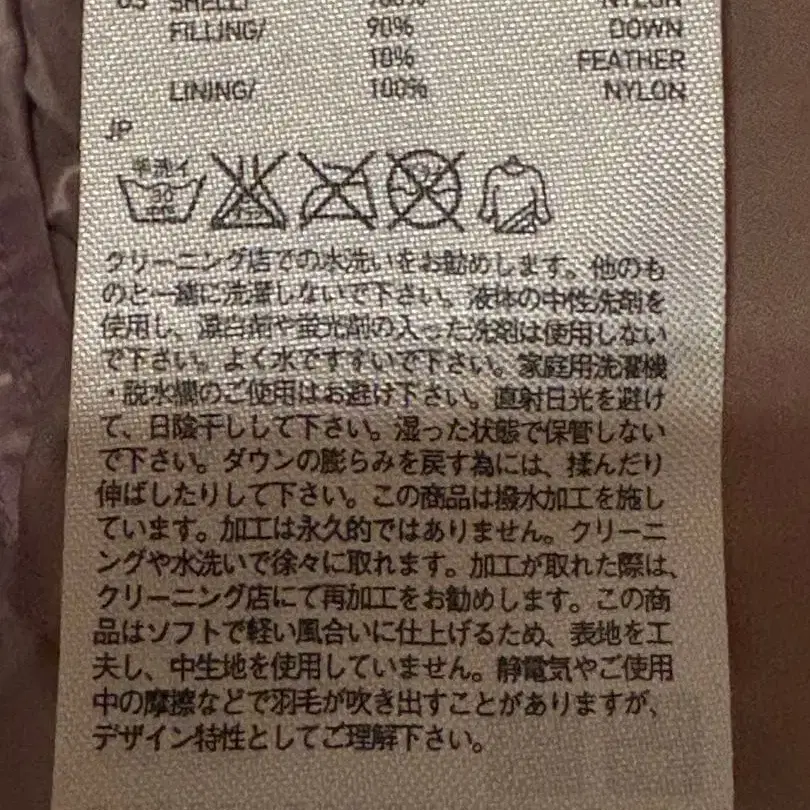 US SHELL/ 100% NYLON
FILLING/ 90% DOWN
10% FEATHER
LINING/ 100% NYLON
JP
手洗イ
30
エンソサラシ
クリーニング店での水洗いをお勧めします。他のも
のと一緒に洗濯しないで下さい。液体の中性洗剤を
使用し、漂白剤や蛍光剤の入った洗剤は使用しない
で下さい。よく水ですすいで下さい。家庭用洗濯機
・脱水機のご使用はお避け下さい。直射日光を避け
て、日陰干しして下さい。湿った状態で保管しない
で下さい。ダウンの膨らみを戻す為には、揉んだり
伸ばしたりして下さい。この商品は撥水加工を施し
ています。加工は永久的ではありません。クリーニ
ングや水洗いで徐々に取れます。加工が取れた際は、
クリーニング店にて再加工をお勧めします。この商
品はソフトで軽い風合いに仕上げるため、表地を工
夫し、中生地を使用していません。静電気やご使用
中の摩擦などで羽毛が吹き出すことがありますが、
デザイン特性としてご理解下さい。